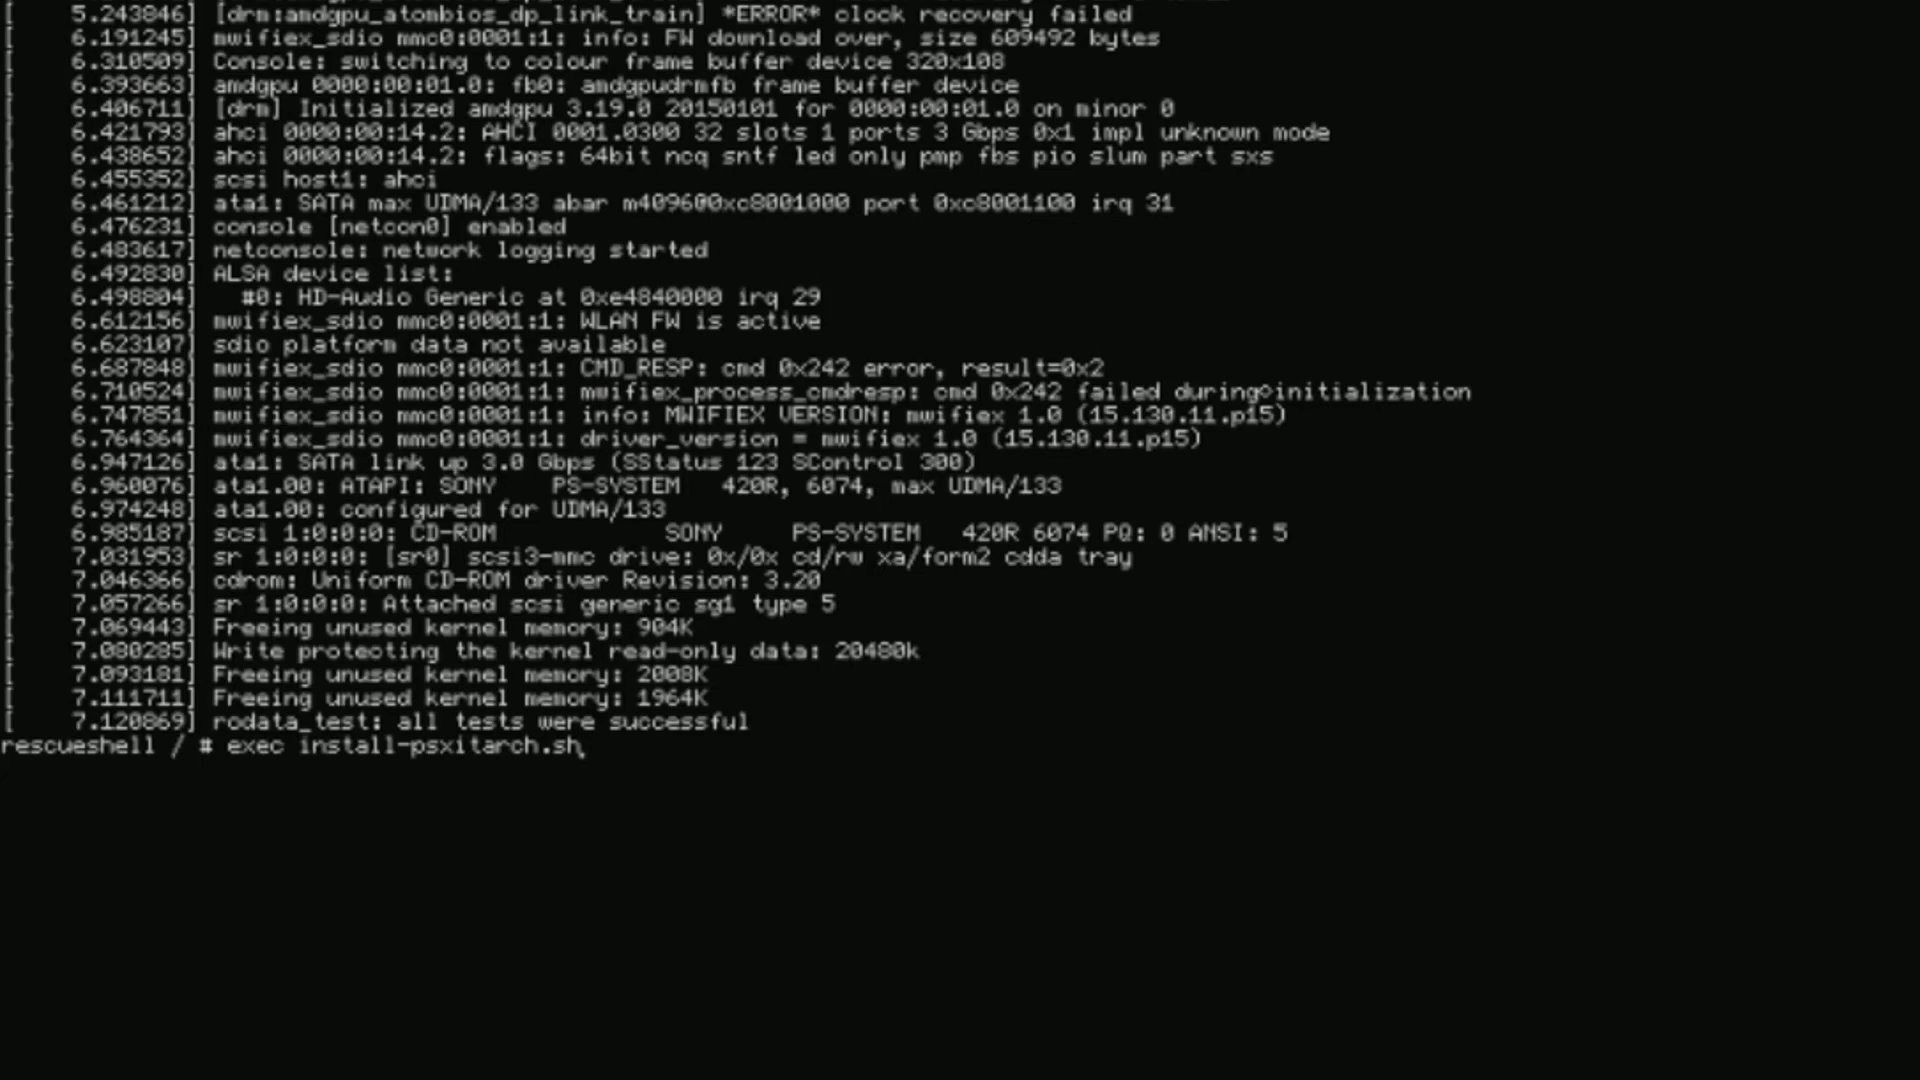 [    5.243846] [drm:amdgpu_atombios_dp_link_train] *ERROR* clock recovery failed
[    6.191245] mwifiex_sdio mmc0:0001:1: info: FW download over, size 609492 bytes
[    6.310509] Console: switching to colour frame buffer device 320x108
[    6.393663] amdgpu 0000:00:01.0: fb0: amdgpudrmfb frame buffer device
[    6.406711] [drm] Initialized amdgpu 3.19.0 20150101 for 0000:00:01.0 on minor 0
[    6.421793] ahci 0000:00:14.2: AHCI 0001.0300 32 slots 1 ports 3 Gbps 0x1 impl unknown mode
[    6.438652] ahci 0000:00:14.2: flags: 64bit ncq sntf led only pmp fbs pio slum part sxs
[    6.455352] scsi host1: ahci
[    6.461212] ata1: SATA max UDMA/133 abar m4096@0xc8001000 port 0xc8001100 irq 31
[    6.476231] console [netcon0] enabled
[    6.483617] netconsole: network logging started
[    6.492830] ALSA device list:
[    6.498804]   #0: HD-Audio Generic at 0xe4840000 irq 29
[    6.612156] mwifiex_sdio mmc0:0001:1: WLAN FW is active
[    6.623107] sdio platform data not available
[    6.687848] mwifiex_sdio mmc0:0001:1: CMD_RESP: cmd 0x242 error, result=0x2
[    6.710524] mwifiex_sdio mmc0:0001:1: mwifiex_process_cmdresp: cmd 0x242 failed during initialization
[    6.747851] mwifiex_sdio mmc0:0001:1: info: MWIFIEX VERSION: mwifiex 1.0 (15.130.11.p15)
[    6.764364] mwifiex_sdio mmc0:0001:1: driver_version = mwifiex 1.0 (15.130.11.p15)
[    6.947126] ata1: SATA link up 3.0 Gbps (SStatus 123 SControl 300)
[    6.960076] ata1.00: ATAPI: SONY    PS-SYSTEM   420R, 6074, max UDMA/133
[    6.974248] ata1.00: configured for UDMA/133
[    6.985187] scsi 1:0:0:0: CD-ROM            SONY     PS-SYSTEM   420R 6074 PQ: 0 ANSI: 5
[    7.031953] sr 1:0:0:0: [sr0] scsi3-mmc drive: 0x/0x cd/rw xa/form2 cdda tray
[    7.046366] cdrom: Uniform CD-ROM driver Revision: 3.20
[    7.057266] sr 1:0:0:0: Attached scsi generic sg1 type 5
[    7.069443] Freeing unused kernel memory: 904K
[    7.080285] Write protecting the kernel read-only data: 20480k
[    7.093181] Freeing unused kernel memory: 2008K
[    7.111711] Freeing unused kernel memory: 1964K
[    7.120869] rodata_test: all tests were successful
rescueshell / # exec install-psxitarch.sh